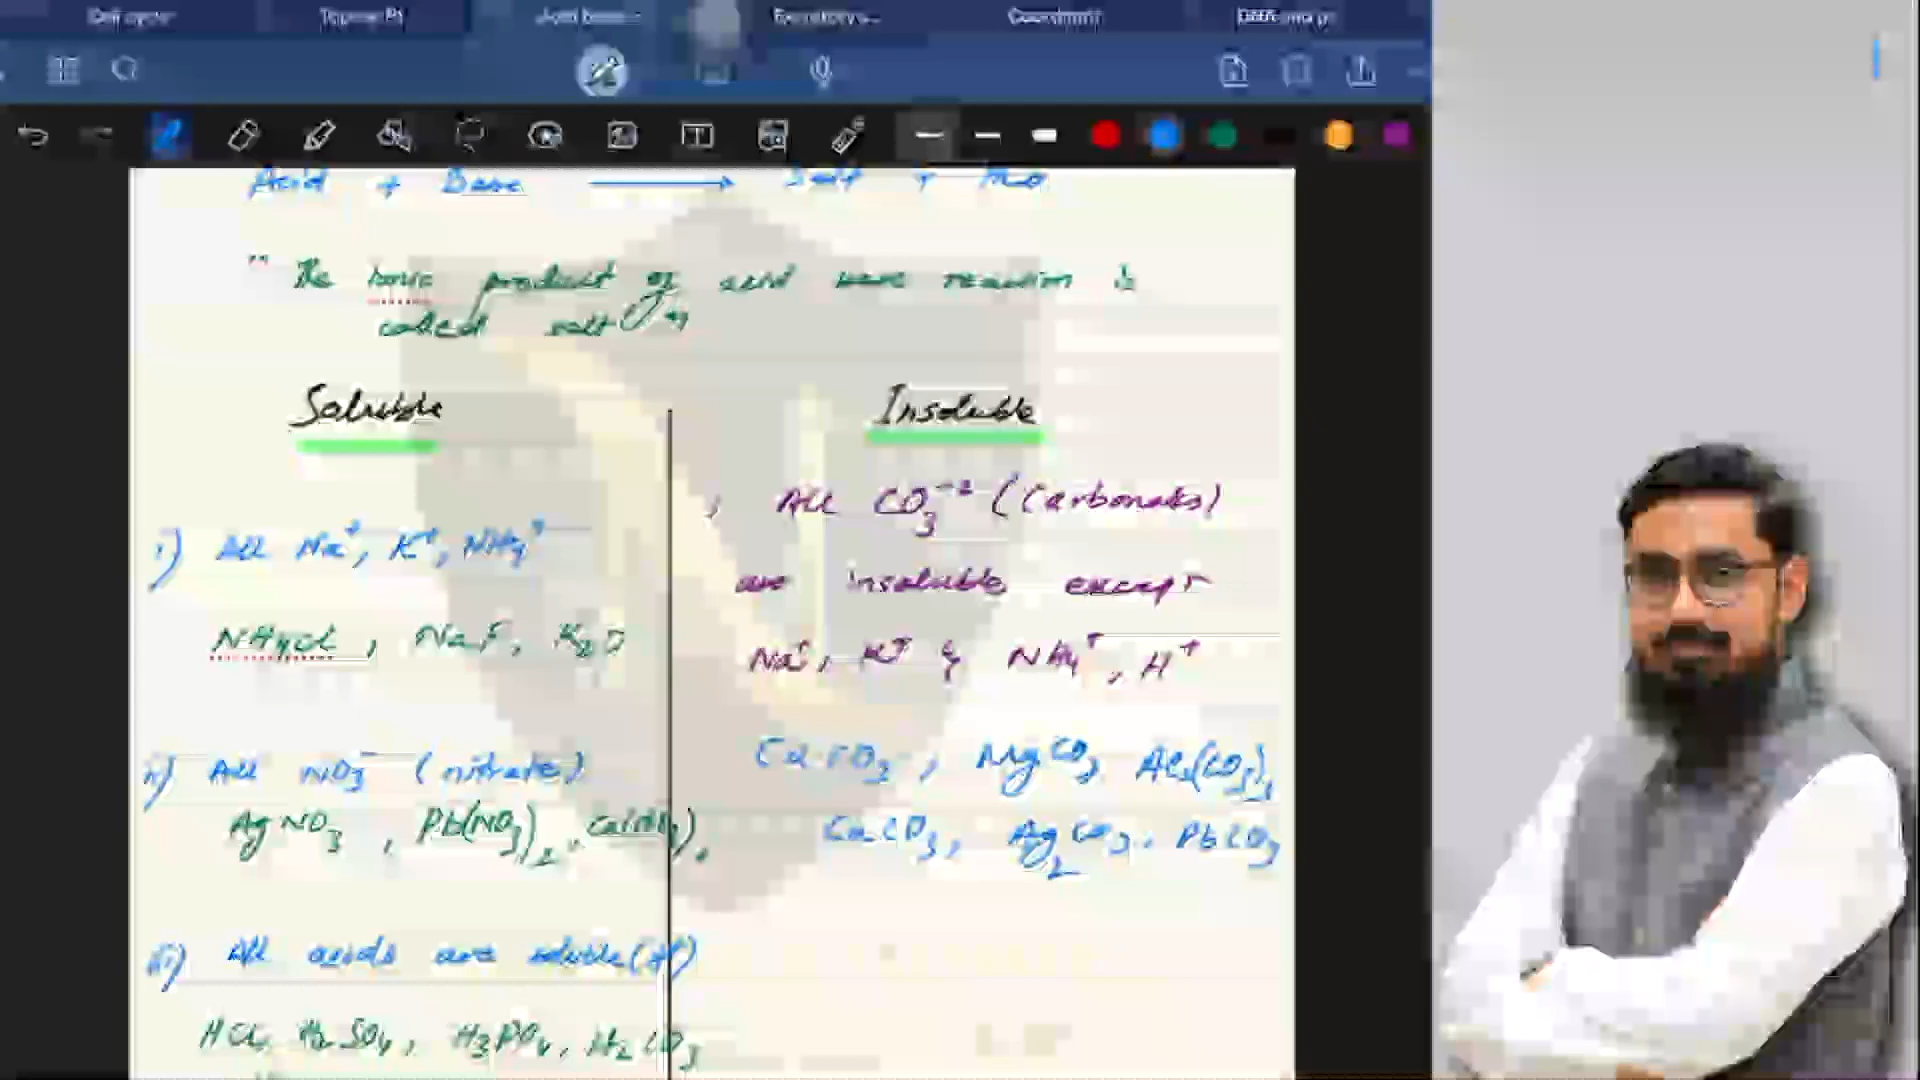 Acid + Base ⟶ Salt + H₂O
" The ionic product of acid base reaction is
called salt "
Soluble
Insoluble
i) All Na⁺, K⁺, NH₄⁺
NH₄Cl, NaF, K₂O
ii) All NO₃⁻ (nitrate)
AgNO₃, Pb(NO₃)₂,
iii) All acids are soluble (H⁺)
HCl, H₂SO₄, H₃PO₄, H₂CO₃
All CO₃⁻² (Carbonates)
are insoluble except
Na⁺, K⁺ & NH₄⁺, H⁺
CaCO₃, MgCO₃, Al₂(CO₃)₃
CuCO₃, Ag₂CO₃, PbCO₃